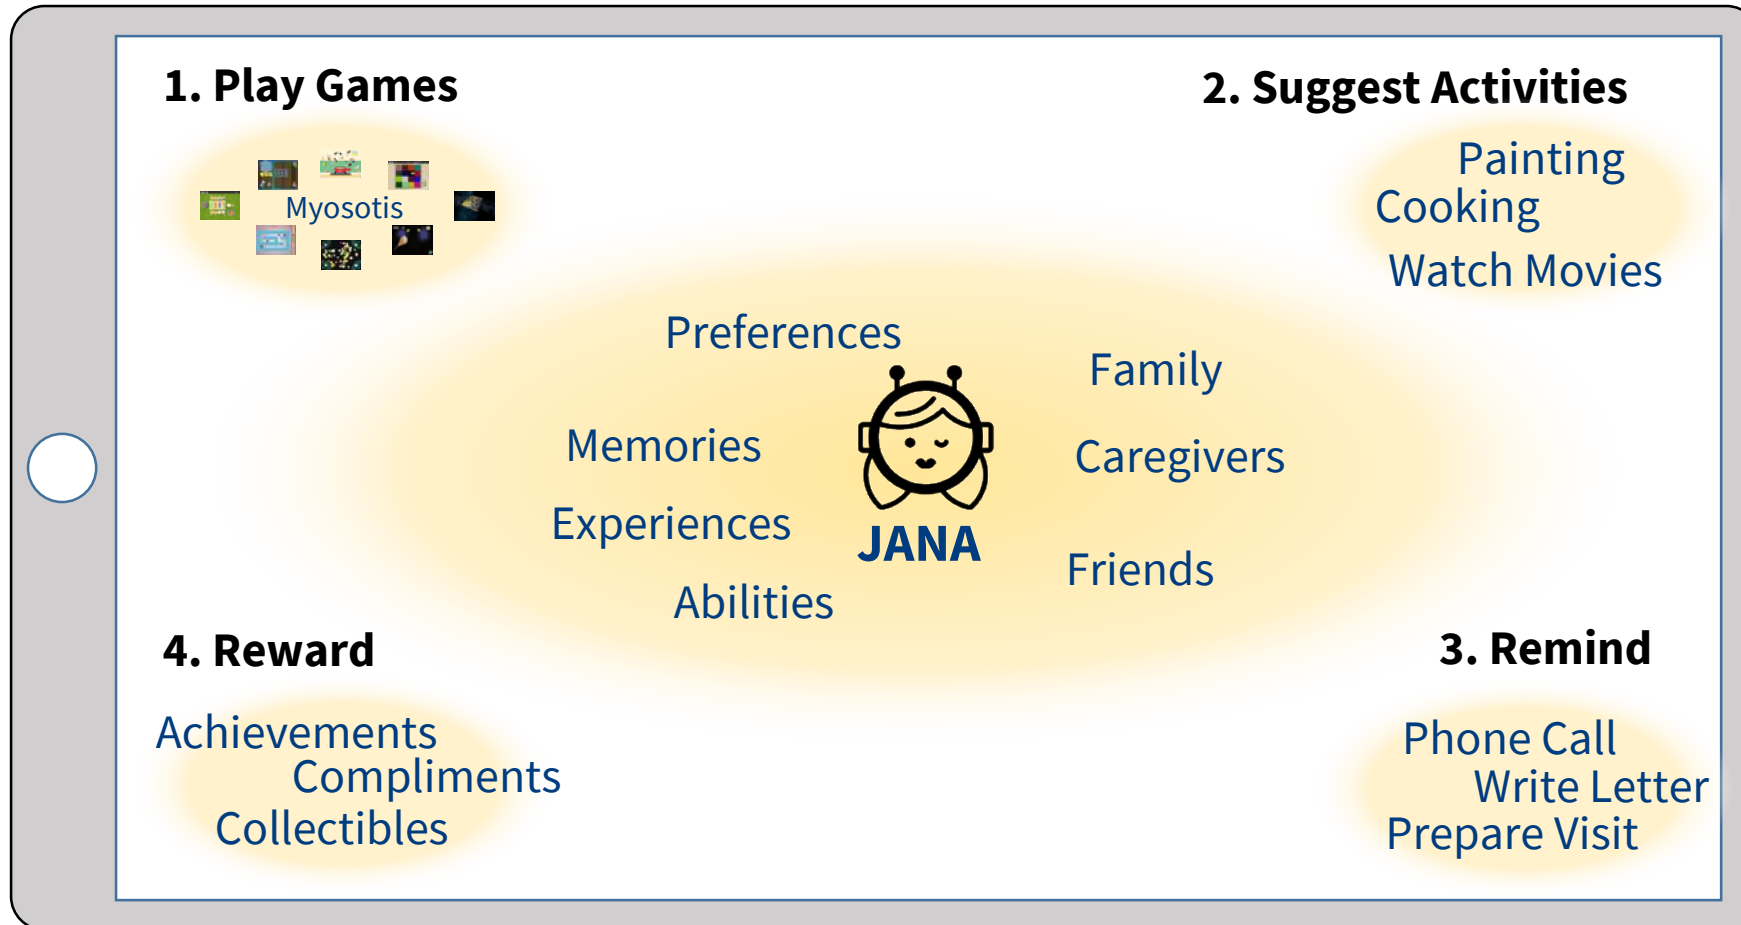 1. Play Games
Myosotis
2. Suggest Activities
Painting
Cooking
Watch Movies
Preferences
Memories
Experiences
Abilities
JANA
Family
Caregivers
Friends
4. Reward
Achievements
Compliments
Collectibles
3. Remind
Phone Call
Write Letter
Prepare Visit